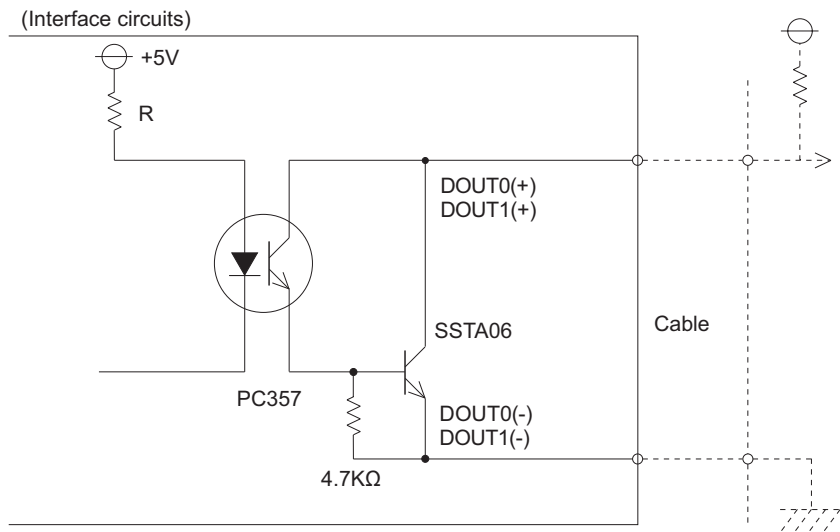 (Interface circuits)
+5V
R
DOUT0(+)
DOUT1(+)
SSTA06
Cable
PC357
DOUT0(-)
DOUT1(-)
4.7KΩ